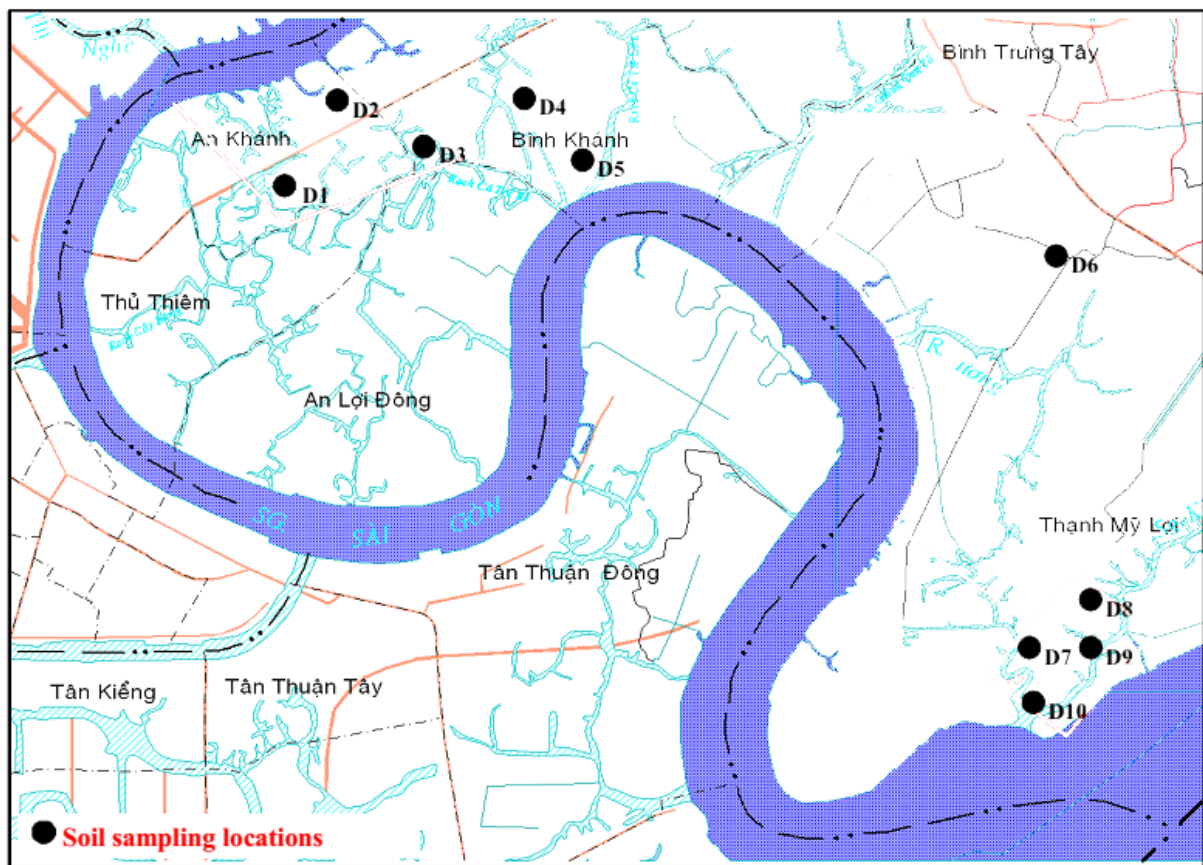 Nghè
Bình Trưng Tây
D2
D4
An Khánh
D3
Bình Khánh
D5
D1
D6
Thủ Thiêm
R.
An Lợi Đông
SG.
SÀI
GÒN
Thạnh Mỹ Lợi
Tân Thuận Đông
D8
D7
D9
Tân Kiểng
Tân Thuận Tây
D10
Soil sampling locations